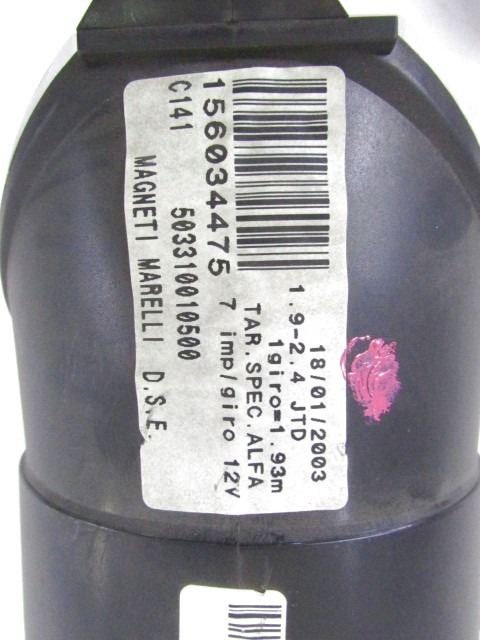 18/01/2003
1.9-2.4 JTD
1giro=1.93m
TAR.SPEC.ALFA
156034475 7 imp/giro 12V
C141 503310010500
MAGNETI MARELLI D.S.E.